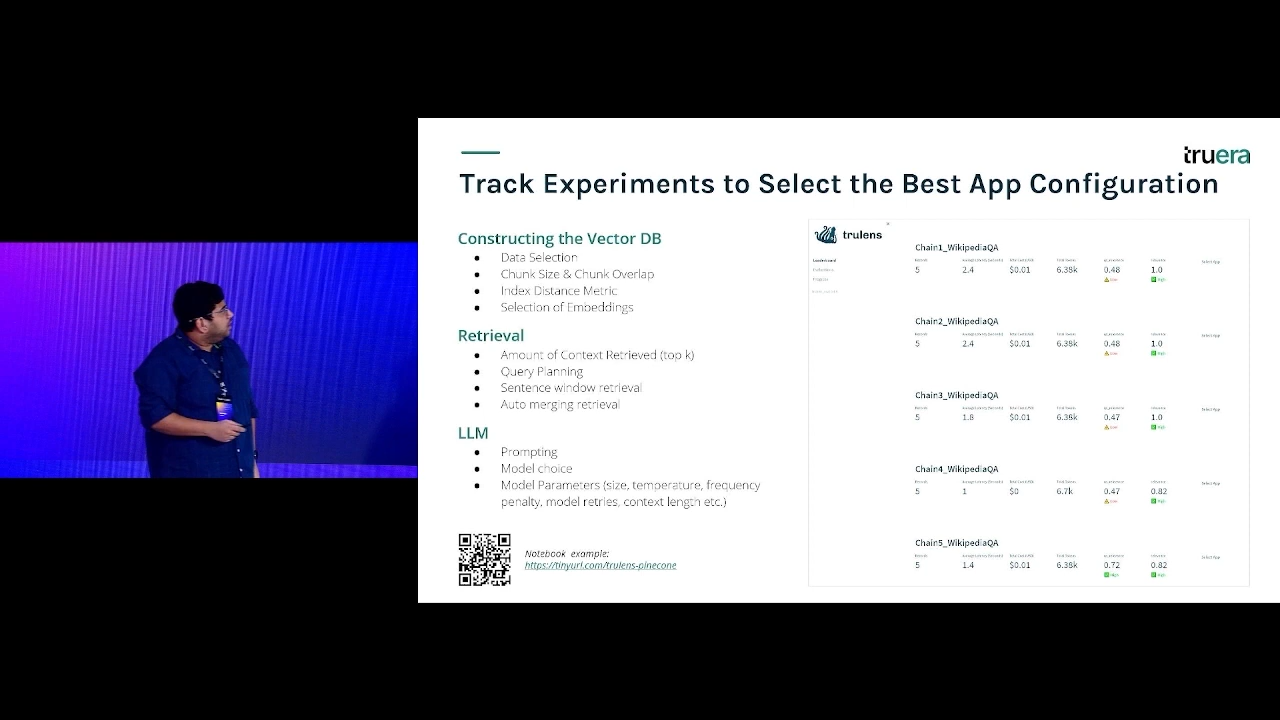 truera
Track Experiments to Select the Best App Configuration
Constructing the Vector DB
● Data Selection
● Chunk Size & Chunk Overlap
● Index Distance Metric
● Selection of Embeddings
Retrieval
● Amount of Context Retrieved (top k)
● Query Planning
● Sentence window retrieval
● Auto merging retrieval
LLM
● Prompting
● Model choice
● Model Parameters (size, temperature, frequency
penalty, model retries, context length etc.)
Notebook example:
https://tinyurl.com/trulens-pinecone
trulens
Chain1_WikipediaQA
5 2.4 $0.01 6.38k 0.48 1.0
Chain2_WikipediaQA
5 2.4 $0.01 6.38k 0.48 1.0
Chain3_WikipediaQA
5 1.8 $0.01 6.38k 0.47 1.0
Chain4_WikipediaQA
5 1 $0 6.7k 0.47 0.82
Chain5_WikipediaQA
5 1.4 $0.01 6.38k 0.72 0.82